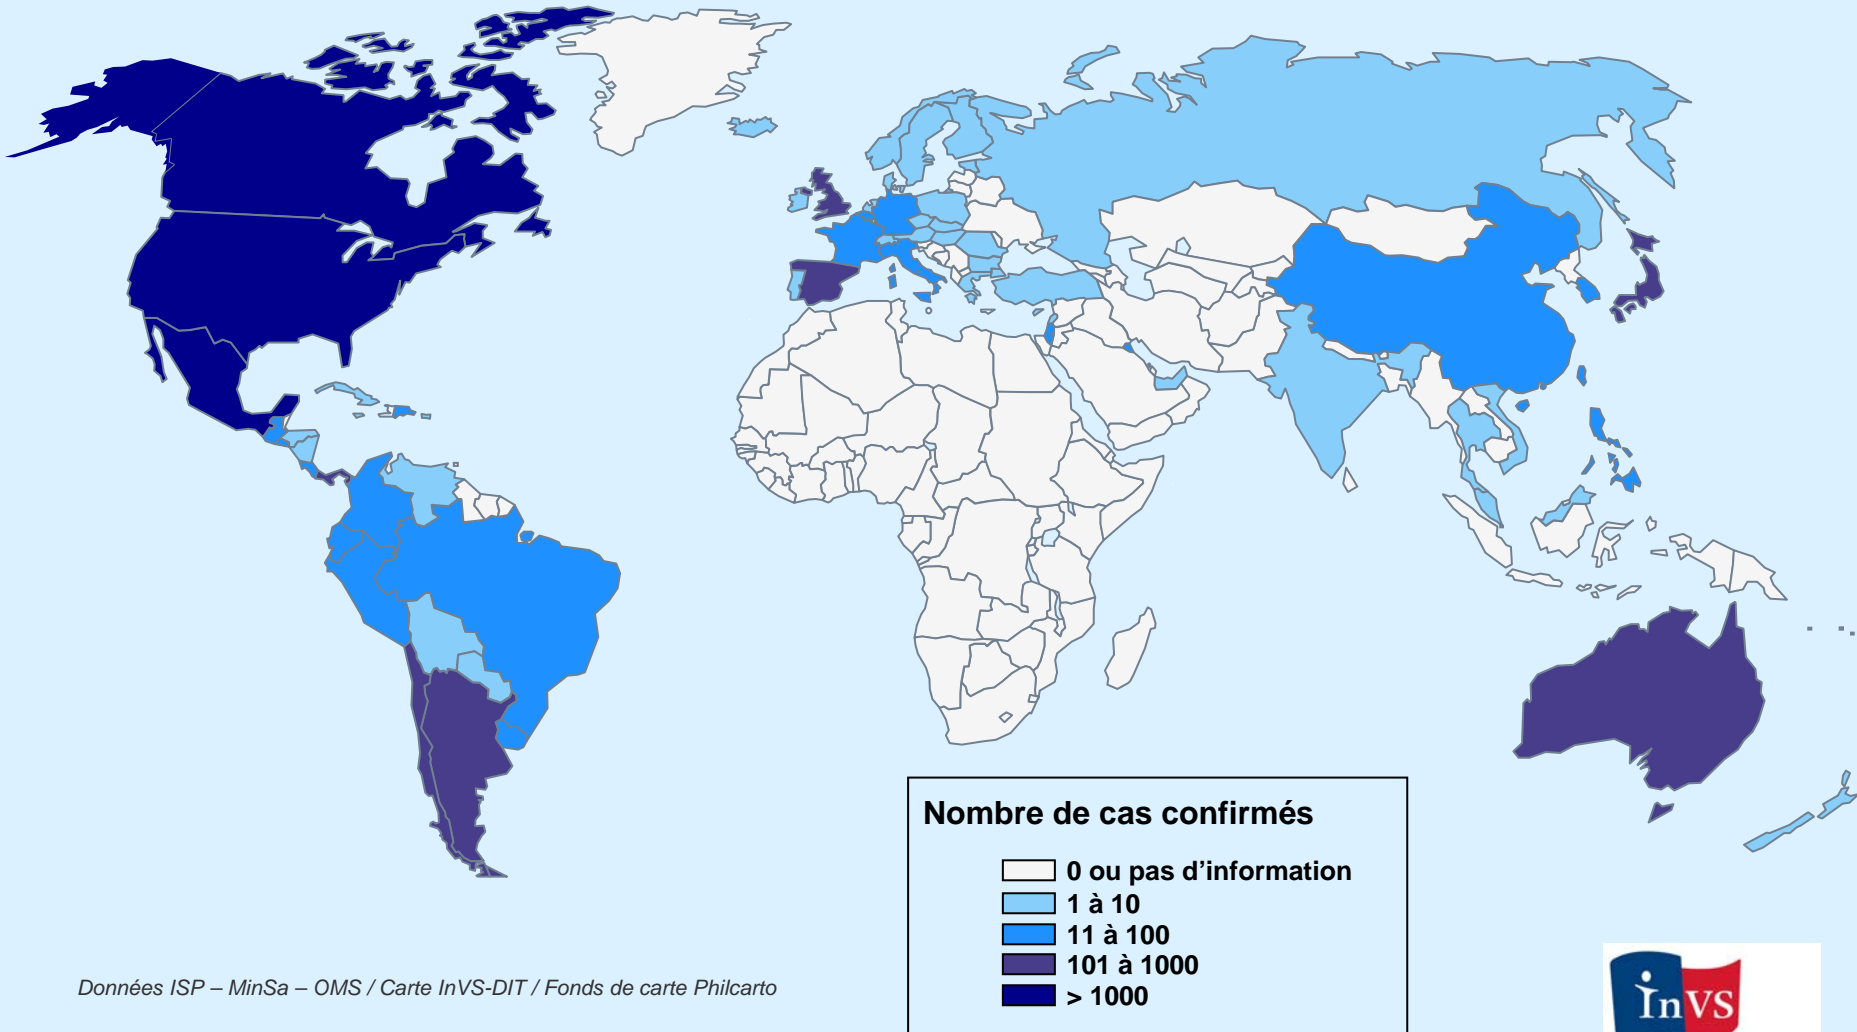 Nombre de cas confirmés
0 ou pas d’information
1 à 10
11 à 100
101 à 1000
> 1000
Données ISP – MinSa – OMS / Carte InVS-DIT / Fonds de carte Philcarto
InVS